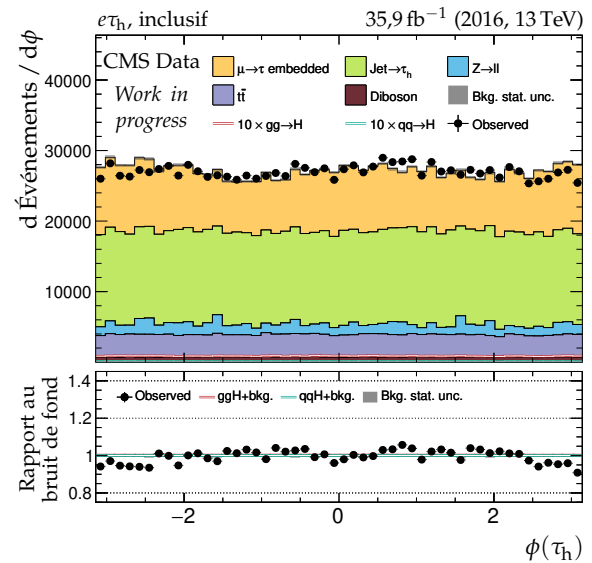 eτh, inclusif 35,9 fb−1 (2016, 13 TeV)
CMS Data
Work in
progress
μ→τ embedded Jet→τh Z→ll
tt̄ Diboson Bkg. stat. unc.
10 × gg→H 10 × qq→H Observed
d Événements / dϕ
40000
30000
20000
10000
Observed ggH+bkg. qqH+bkg. Bkg. stat. unc.
Rapport au
bruit de fond
1.4
1.2
1.0
0.8
−2 0 2
ϕ(τh)